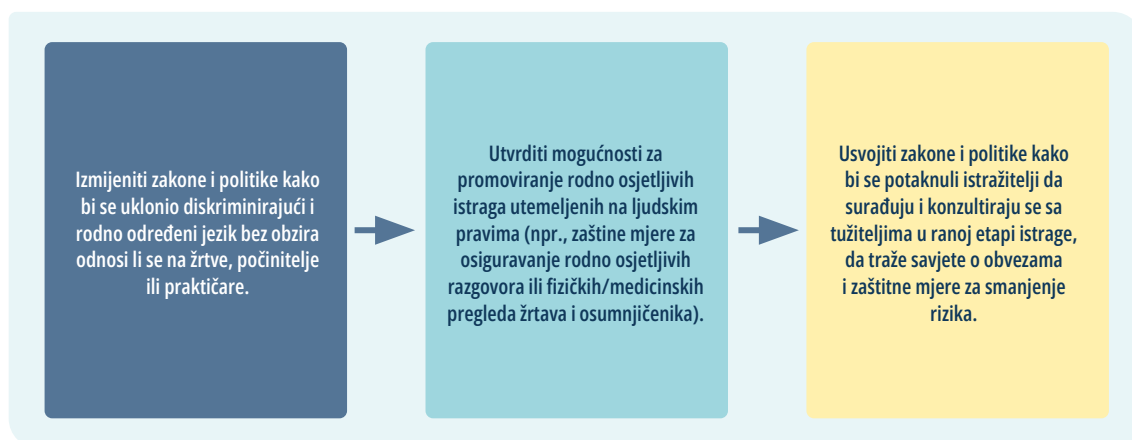 Izmijeniti zakone i politike kako
bi se uklonio diskriminirajući i
rodno određeni jezik bez obzira
odnosi li se na žrtve, počinitelje
ili praktičare.
Utvrditi mogućnosti za
promoviranje rodno osjetljivih
istraga utemeljenih na ljudskim
pravima (npr., zaštine mjere za
osiguravanje rodno osjetljivih
razgovora ili fizičkih/medicinskih
pregleda žrtava i osumnjičenika).
Usvojiti zakone i politike kako
bi se potaknuli istražitelji da
surađuju i konzultiraju se sa
tužiteljima u ranoj etapi istrage,
da traže savjete o obvezama
i zaštitne mjere za smanjenje
rizika.